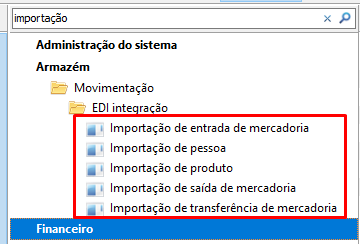 importação
Administração do sistema
Armazém
Movimentação
EDI integração
Importação de entrada de mercadoria
Importação de pessoa
Importação de produto
Importação de saída de mercadoria
Importação de transferência de mercadoria
Financeiro